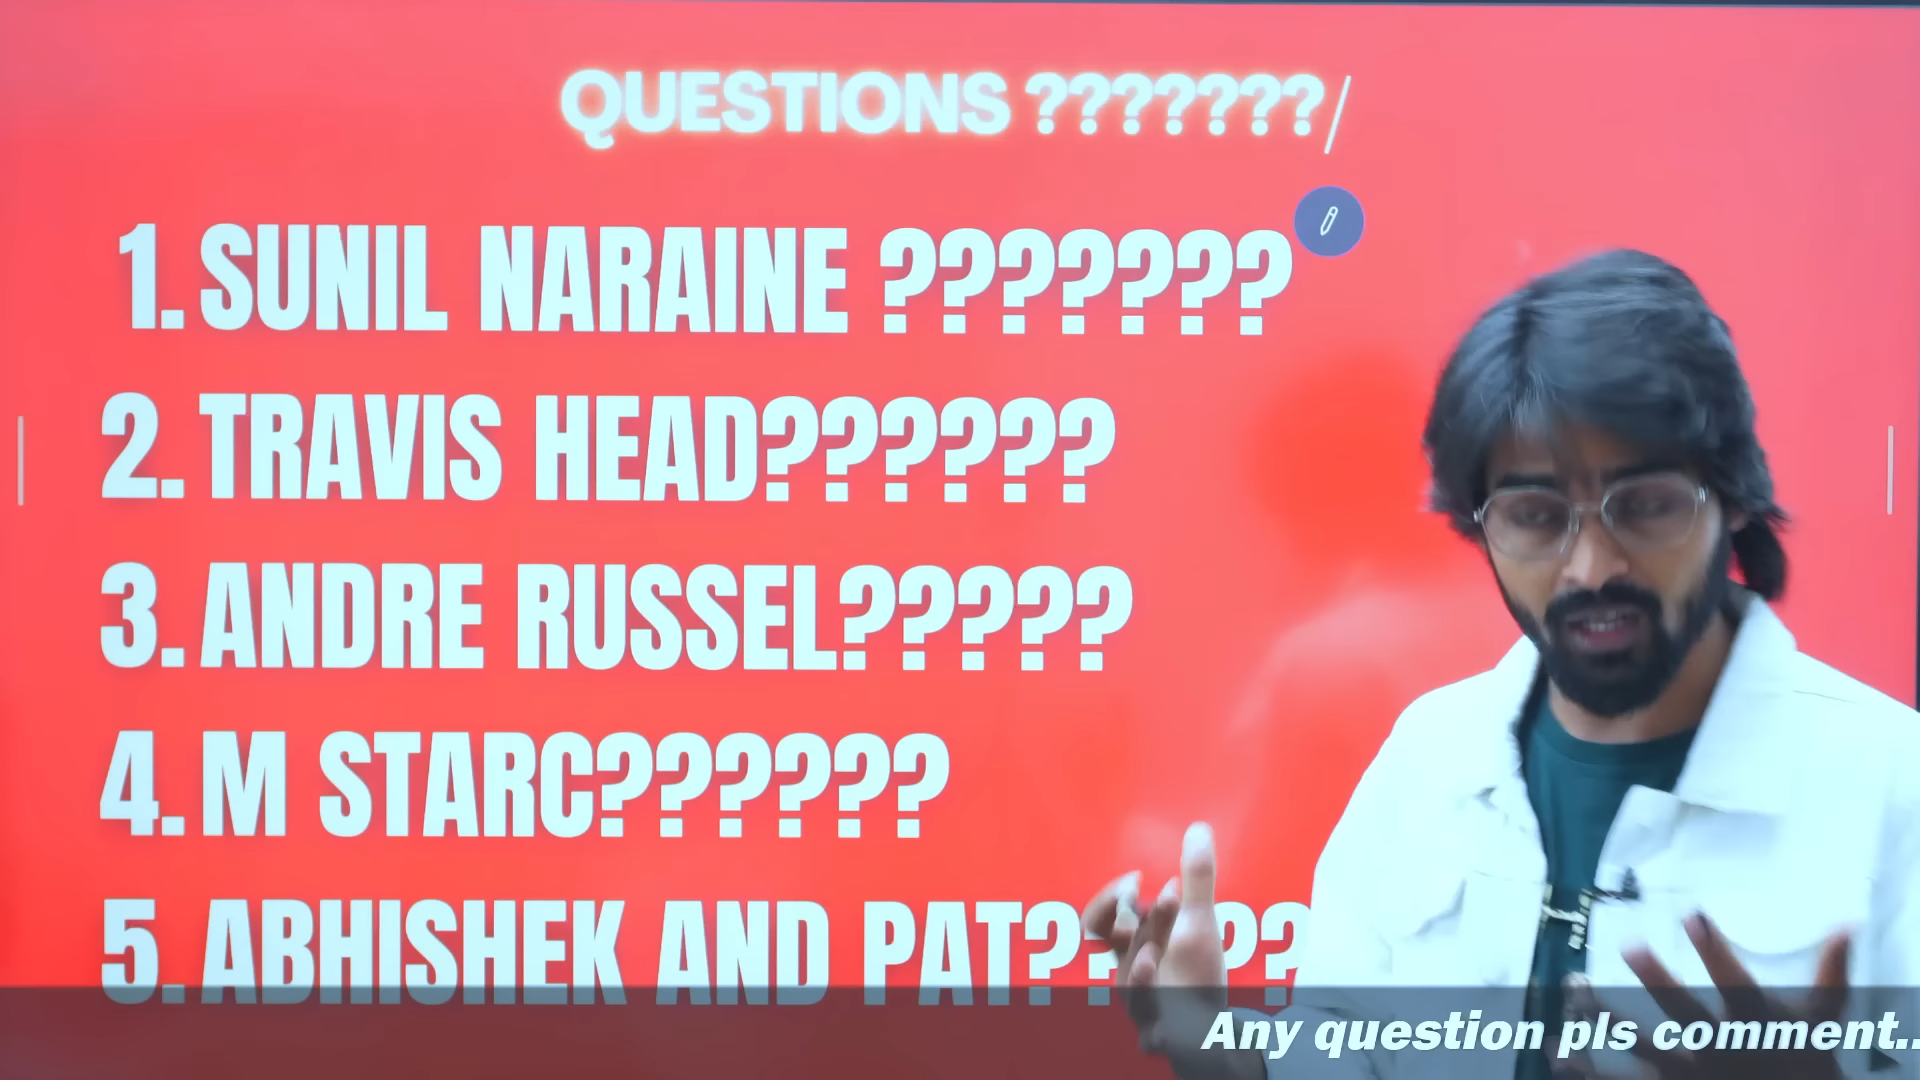 QUESTIONS ???????/
1. SUNIL NARAINE ???????
2. TRAVIS HEAD??????
3. ANDRE RUSSEL?????
4. M STARC??????
5. ABHISHEK AND PAT?????
Any question pls comment..